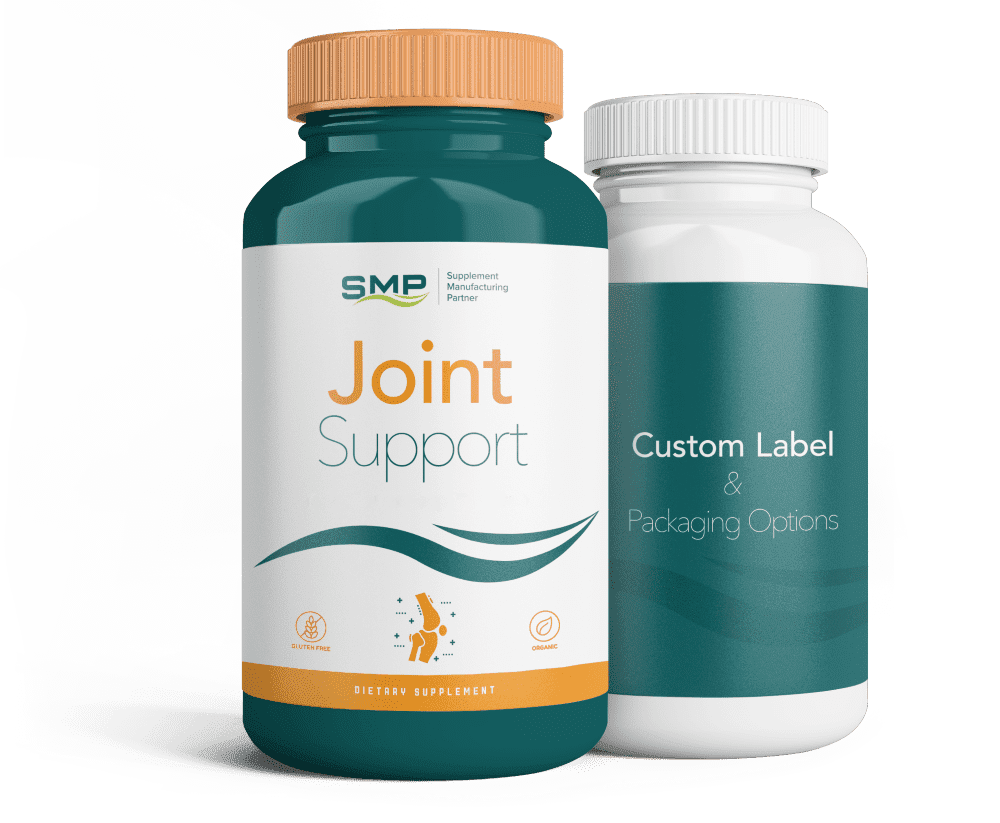 SMP
Supplement
Manufacturing
Partner
Joint
Support
GLUTEN FREE
ORGANIC
DIETARY SUPPLEMENT
Custom Label
&
Packaging Options